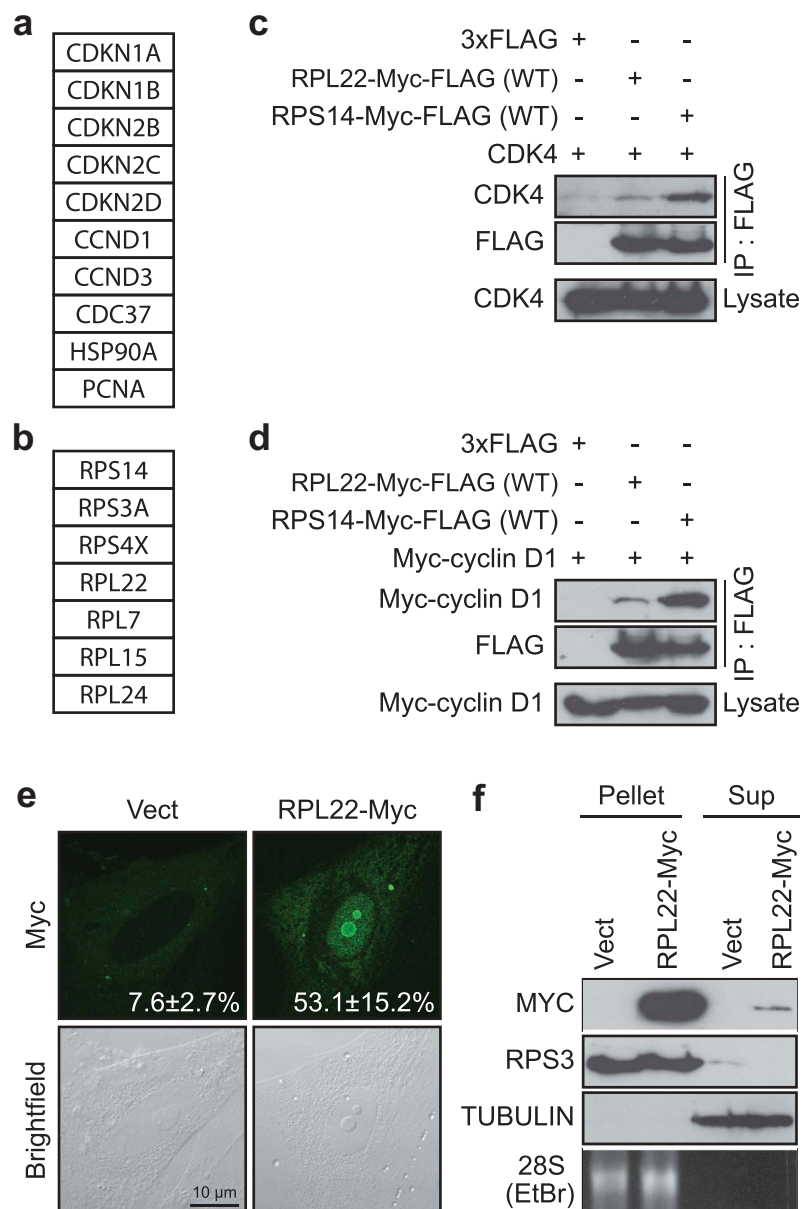 a
CDKN1A
CDKN1B
CDKN2B
CDKN2C
CDKN2D
CCND1
CCND3
CDC37
HSP90A
PCNA
b
RPS14
RPS3A
RPS4X
RPL22
RPL7
RPL15
RPL24
c
3xFLAG + - -
RPL22-Myc-FLAG (WT) - + -
RPS14-Myc-FLAG (WT) - - +
CDK4 + + +
CDK4
FLAG
IP : FLAG
CDK4
Lysate
d
3xFLAG + - -
RPL22-Myc-FLAG (WT) - + -
RPS14-Myc-FLAG (WT) - - +
Myc-cyclin D1 + + +
Myc-cyclin D1
FLAG
IP : FLAG
Myc-cyclin D1
Lysate
e
Vect
RPL22-Myc
Myc
7.6±2.7%
53.1±15.2%
Brightfield
10 μm
f
Pellet
Sup
Vect
RPL22-Myc
Vect
RPL22-Myc
MYC
RPS3
TUBULIN
28S
(EtBr)